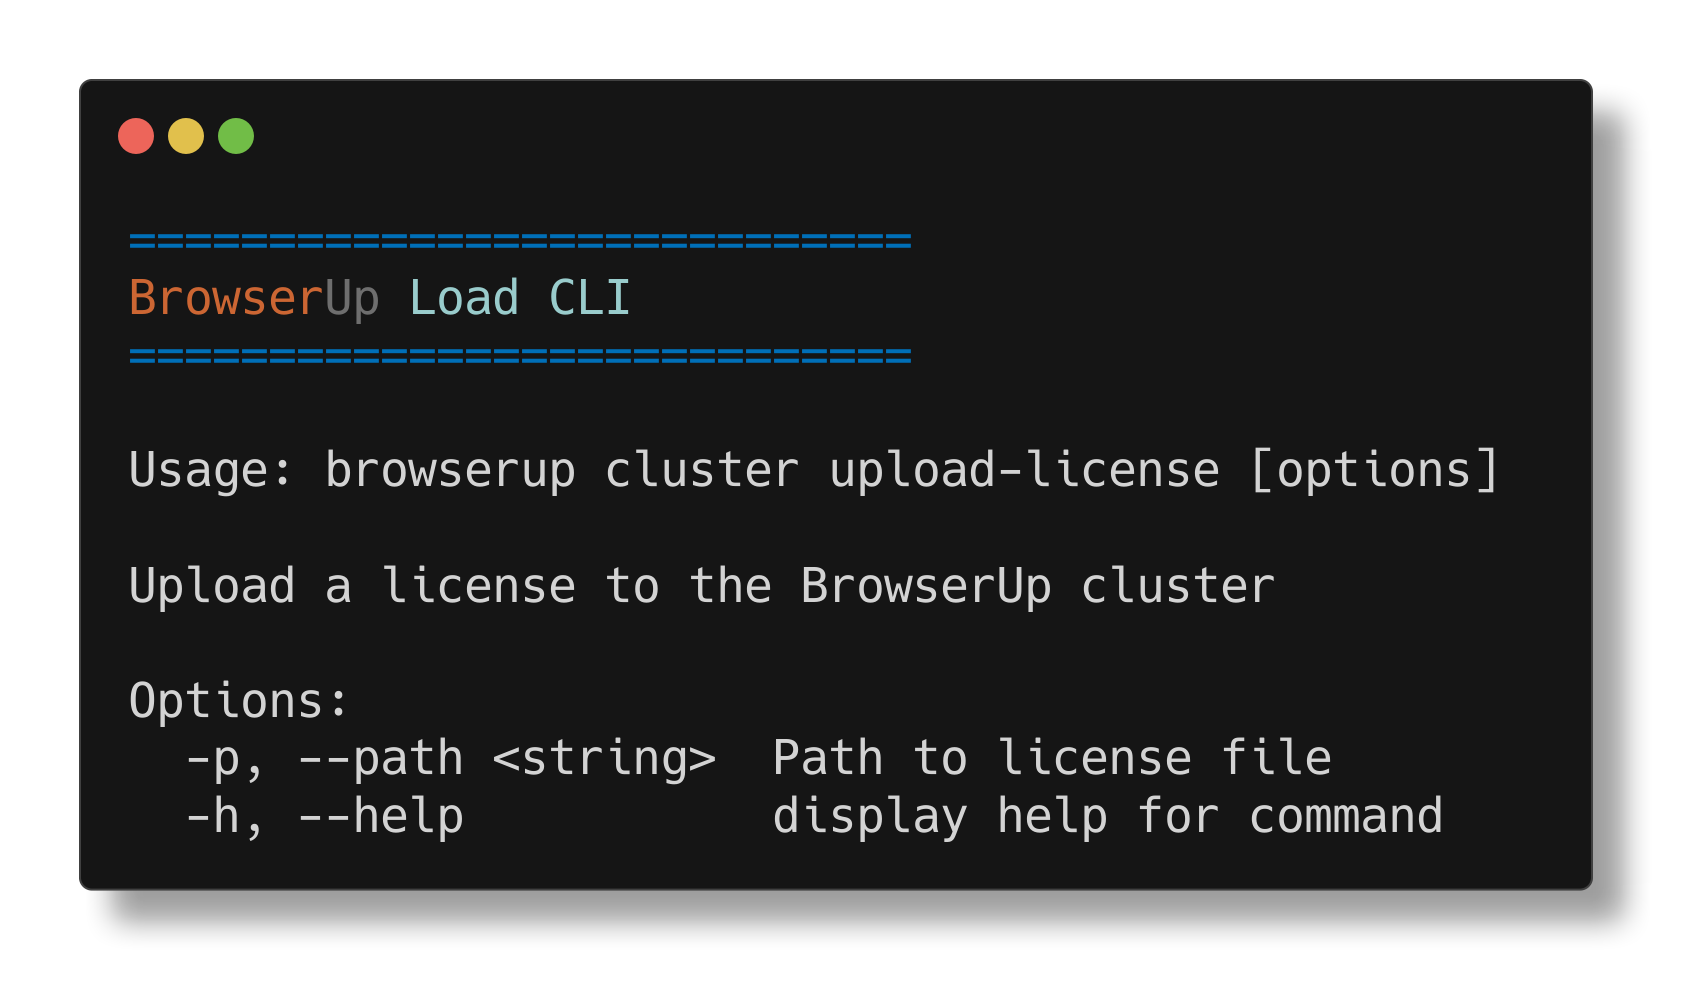 ============================
BrowserUp Load CLI
============================
Usage: browserup cluster upload-license [options]
Upload a license to the BrowserUp cluster
Options:
  -p, --path <string>  Path to license file
  -h, --help           display help for command